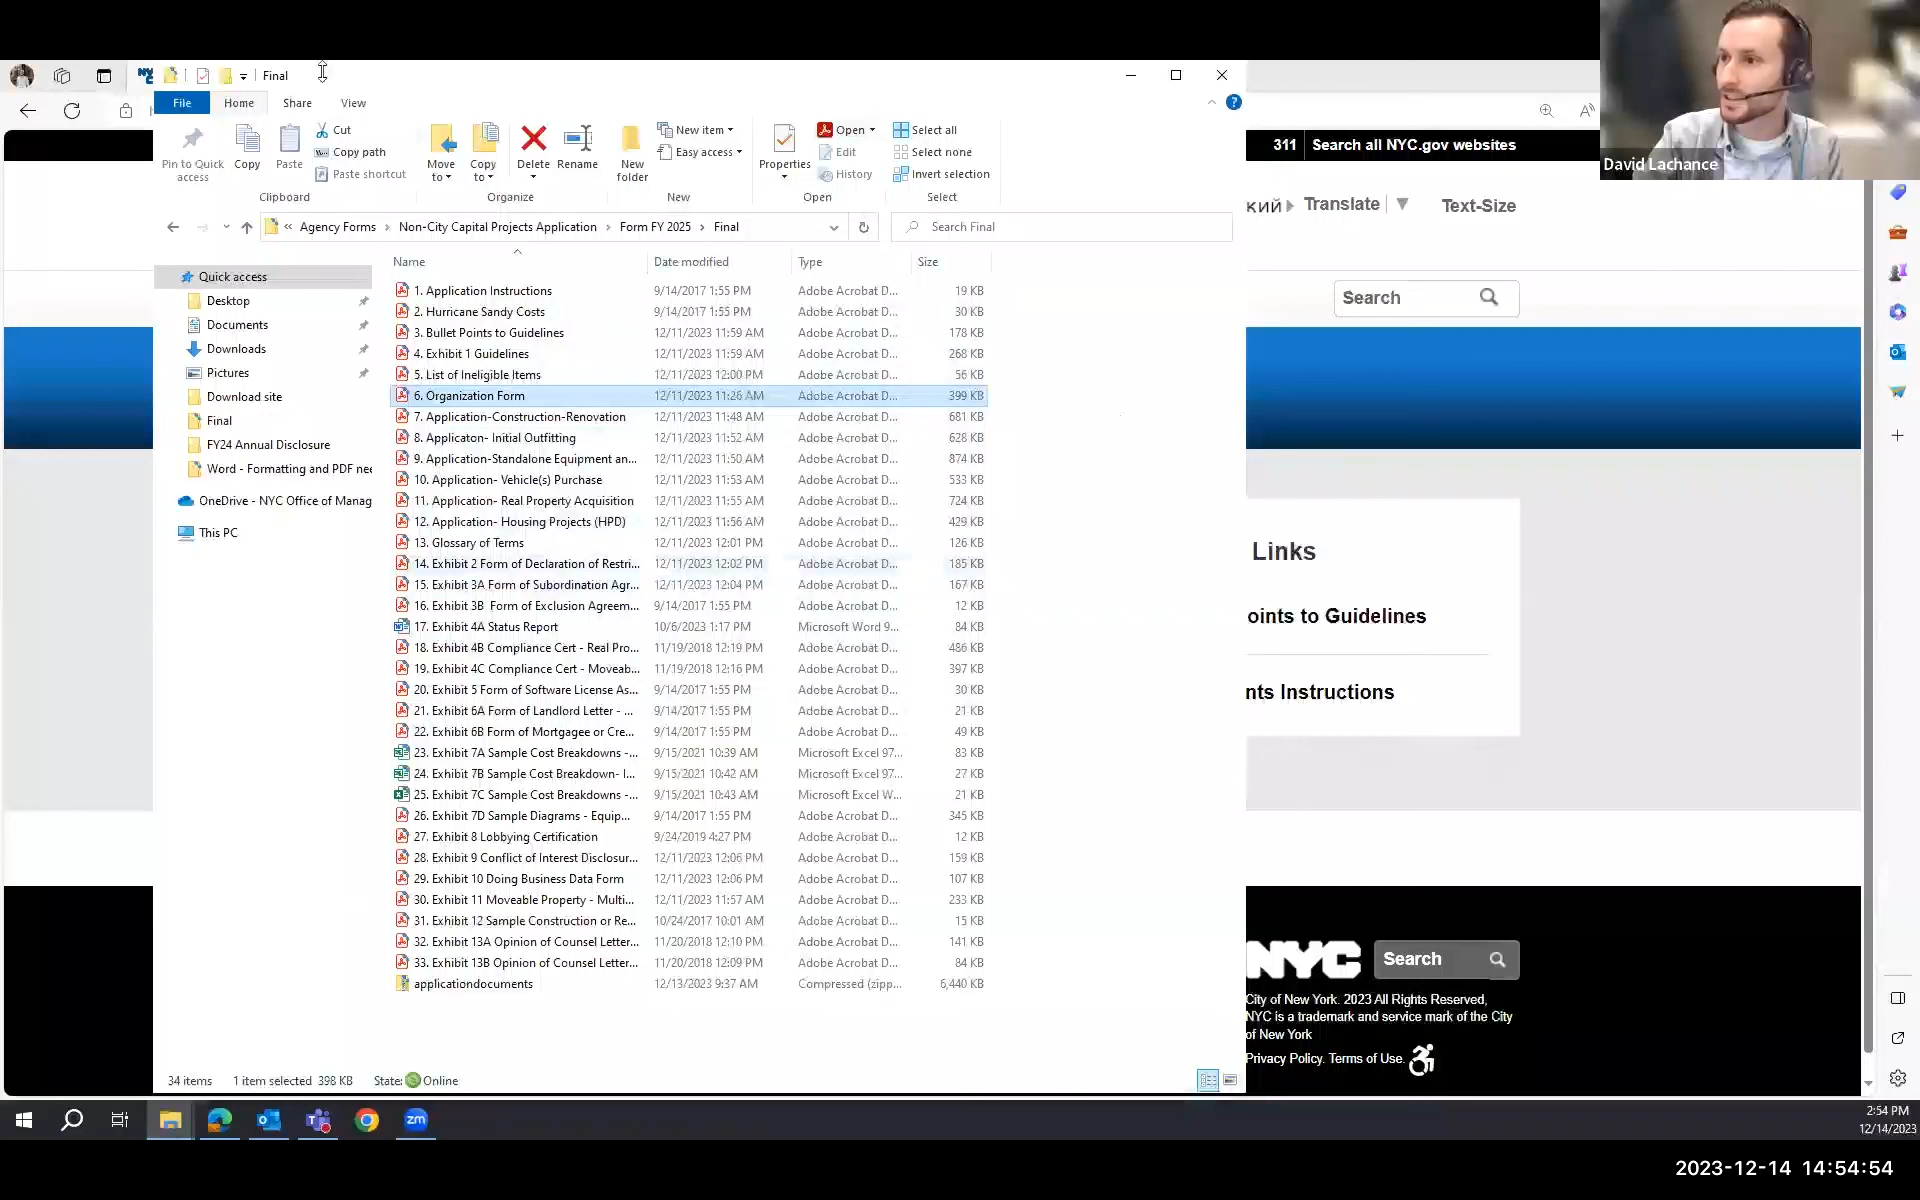 David Lachance
Final
File
Home
Share
View
Pin to Quick
access
Copy
Paste
Cut
Copy path
Paste shortcut
Clipboard
Move
to
Copy
to
Delete
Rename
Organize
New
folder
New item
Easy access
New
Properties
Open
Edit
History
Open
Select all
Select none
Invert selection
Select
« Agency Forms > Non-City Capital Projects Application > Form FY 2025 > Final
Search Final
Quick access
Desktop
Documents
Downloads
Pictures
Download site
Final
FY24 Annual Disclosure
Word - Formatting and PDF nee
OneDrive - NYC Office of Manag
This PC
Name Date modified Type Size
1. Application Instructions 9/14/2017 1:55 PM Adobe Acrobat D... 19 KB
2. Hurricane Sandy Costs 9/14/2017 1:55 PM Adobe Acrobat D... 30 KB
3. Bullet Points to Guidelines 12/11/2023 11:59 AM Adobe Acrobat D... 178 KB
4. Exhibit 1 Guidelines 12/11/2023 11:59 AM Adobe Acrobat D... 268 KB
5. List of Ineligible Items 12/11/2023 12:00 PM Adobe Acrobat D... 56 KB
6. Organization Form 12/11/2023 11:26 AM Adobe Acrobat D... 399 KB
7. Application-Construction-Renovation 12/11/2023 11:48 AM Adobe Acrobat D... 681 KB
8. Applicaton- Initial Outfitting 12/11/2023 11:52 AM Adobe Acrobat D... 628 KB
9. Application-Standalone Equipment an... 12/11/2023 11:50 AM Adobe Acrobat D... 874 KB
10. Application- Vehicle(s) Purchase 12/11/2023 11:53 AM Adobe Acrobat D... 533 KB
11. Application- Real Property Acquisition 12/11/2023 11:55 AM Adobe Acrobat D... 724 KB
12. Application- Housing Projects (HPD) 12/11/2023 11:56 AM Adobe Acrobat D... 429 KB
13. Glossary of Terms 12/11/2023 12:01 PM Adobe Acrobat D... 126 KB
14. Exhibit 2 Form of Declaration of Restri... 12/11/2023 12:02 PM Adobe Acrobat D... 185 KB
15. Exhibit 3A Form of Subordination Agr... 12/11/2023 12:04 PM Adobe Acrobat D... 167 KB
16. Exhibit 3B Form of Exclusion Agreem... 9/14/2017 1:55 PM Adobe Acrobat D... 12 KB
17. Exhibit 4A Status Report 10/6/2023 1:17 PM Microsoft Word 9... 84 KB
18. Exhibit 4B Compliance Cert - Real Pro... 11/19/2018 12:19 PM Adobe Acrobat D... 486 KB
19. Exhibit 4C Compliance Cert - Moveab... 11/19/2018 12:16 PM Adobe Acrobat D... 397 KB
20. Exhibit 5 Form of Software License As... 9/14/2017 1:55 PM Adobe Acrobat D... 30 KB
21. Exhibit 6A Form of Landlord Letter - ... 9/14/2017 1:55 PM Adobe Acrobat D... 21 KB
22. Exhibit 6B Form of Mortgagee or Cre... 9/14/2017 1:55 PM Adobe Acrobat D... 49 KB
23. Exhibit 7A Sample Cost Breakdowns -... 9/15/2021 10:39 AM Microsoft Excel 97... 83 KB
24. Exhibit 7B Sample Cost Breakdown- I... 9/15/2021 10:42 AM Microsoft Excel 97... 27 KB
25. Exhibit 7C Sample Cost Breakdowns -... 9/15/2021 10:43 AM Microsoft Excel W... 21 KB
26. Exhibit 7D Sample Diagrams - Equip... 9/14/2017 1:55 PM Adobe Acrobat D... 345 KB
27. Exhibit 8 Lobbying Certification 9/24/2019 4:27 PM Adobe Acrobat D... 12 KB
28. Exhibit 9 Conflict of Interest Disclosur... 12/11/2023 12:06 PM Adobe Acrobat D... 159 KB
29. Exhibit 10 Doing Business Data Form 12/11/2023 12:06 PM Adobe Acrobat D... 107 KB
30. Exhibit 11 Moveable Property - Multi... 12/11/2023 11:57 AM Adobe Acrobat D... 233 KB
31. Exhibit 12 Sample Construction or Re... 10/24/2017 10:01 AM Adobe Acrobat D... 15 KB
32. Exhibit 13A Opinion of Counsel Letter... 11/20/2018 12:10 PM Adobe Acrobat D... 141 KB
33. Exhibit 13B Opinion of Counsel Letter... 11/20/2018 12:09 PM Adobe Acrobat D... 84 KB
applicationdocuments 12/13/2023 9:37 AM Compressed (zipp... 6,440 KB
34 items 1 item selected 398 KB State: Online
311 Search all NYC.gov websites
кий Translate Text-Size
Search
Links
oints to Guidelines
nts Instructions
NYC Search
City of New York. 2023 All Rights Reserved,
NYC is a trademark and service mark of the City
of New York
Privacy Policy. Terms of Use.
zm
2:54 PM
12/14/2023
2023-12-14 14:54:54